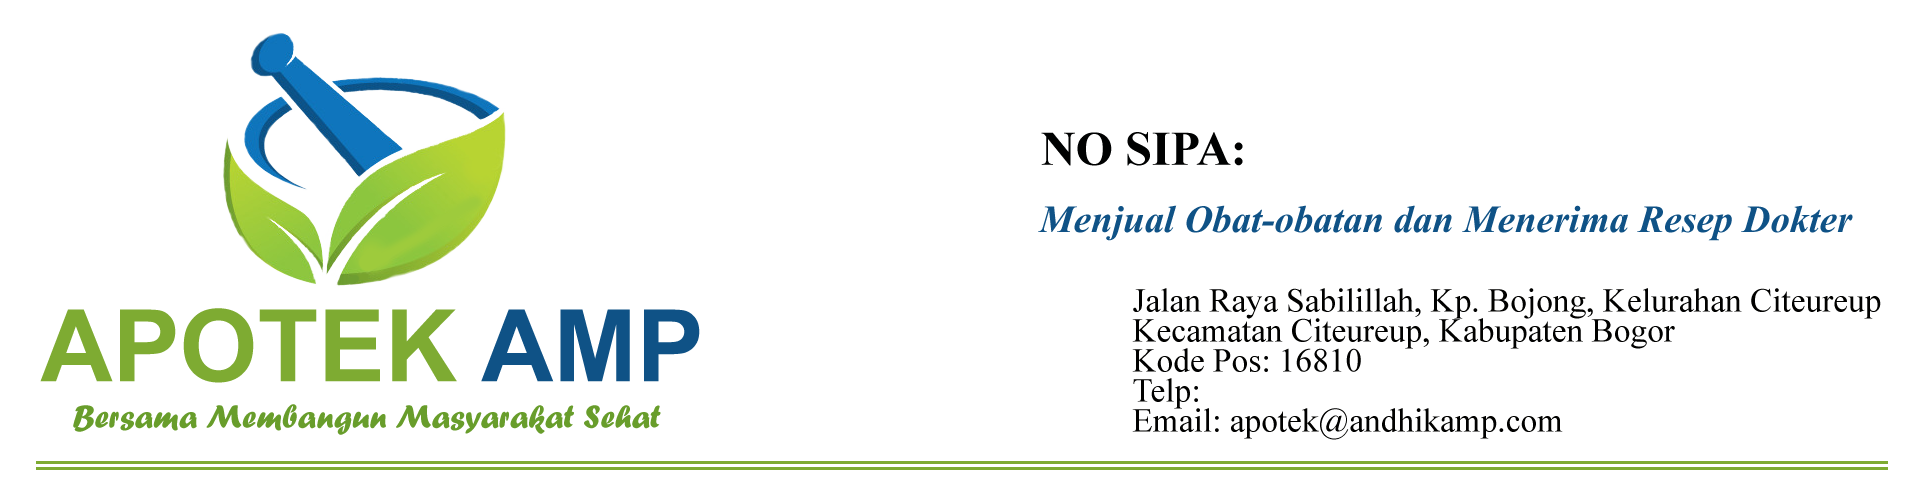 APOTEK AMP
Bersama Membangun Masyarakat Sehat
NO SIPA:
Menjual Obat-obatan dan Menerima Resep Dokter
Jalan Raya Sabilillah, Kp. Bojong, Kelurahan Citeureup
Kecamatan Citeureup, Kabupaten Bogor
Kode Pos: 16810
Telp:
Email: apotek@andhikamp.com